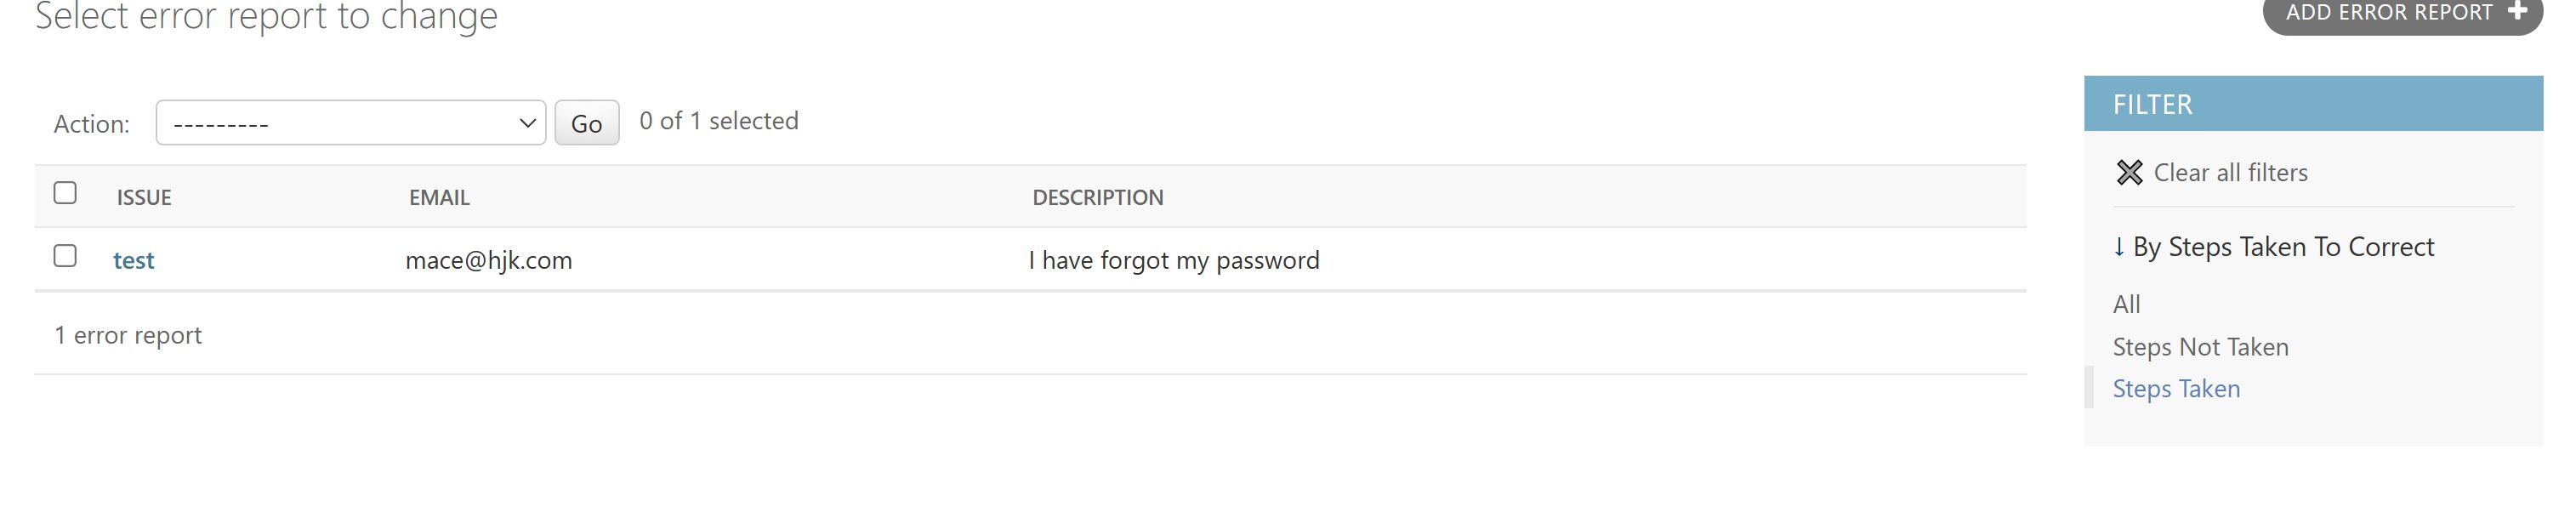 Select error report to change
ADD ERROR REPORT +
Action: --------- Go 0 of 1 selected
ISSUE EMAIL DESCRIPTION
test mace@hjk.com I have forgot my password
1 error report
FILTER
Clear all filters
↓ By Steps Taken To Correct
All
Steps Not Taken
Steps Taken